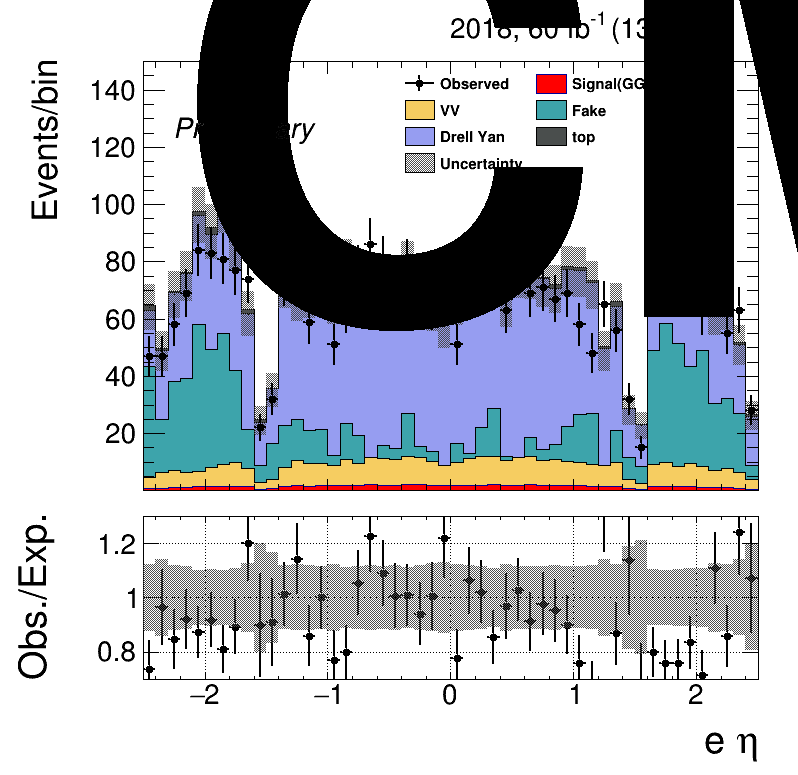 CM
2018, 60 fb⁻¹ (13
Events/bin
140
120
100
80
60
40
20
Observed
Signal(GG
VV
Fake
Drell Yan
top
Uncertainty
Obs./Exp.
1.2
1
0.8
−2
−1
0
1
2
e η